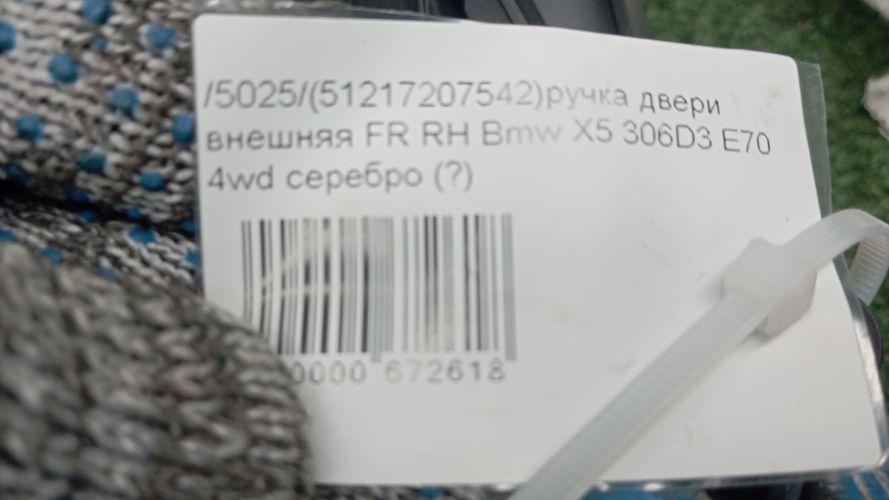 /5025/(51217207542)ручка двери
внешняя FR RH Bmw X5 306D3 E70
4wd серебро (?)
0000 672618